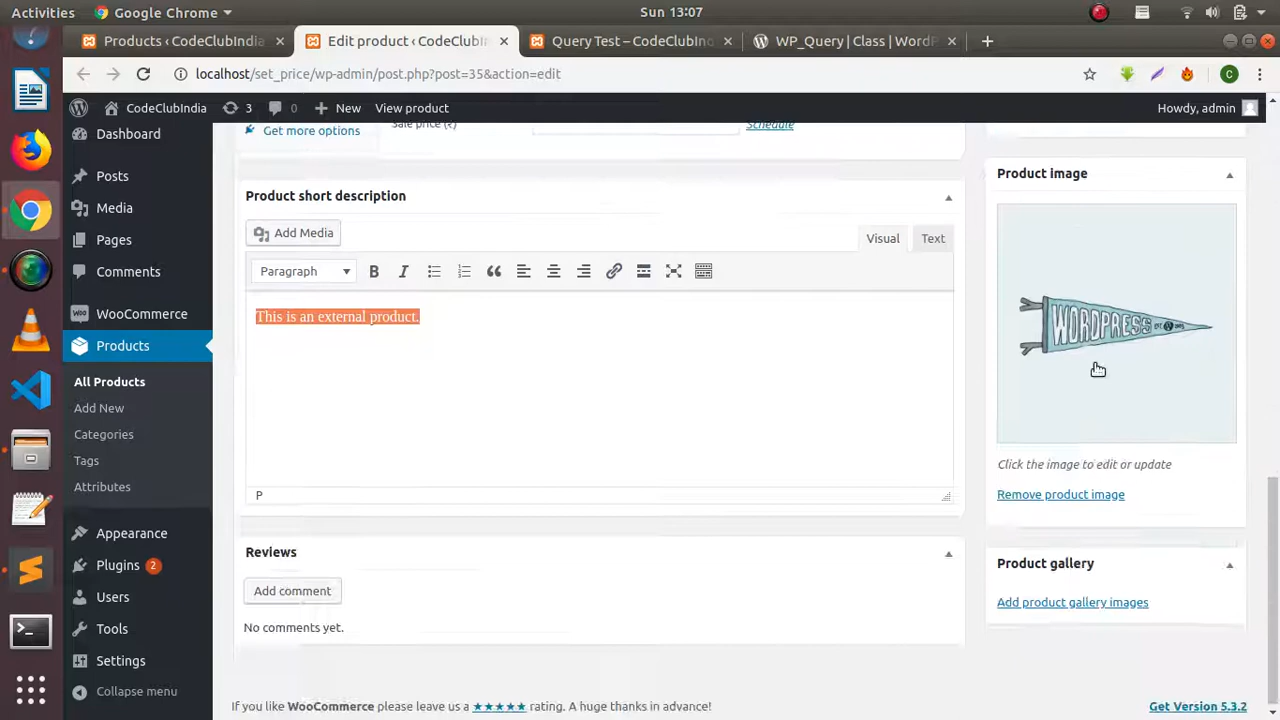 Activities
Google Chrome
Sun 13:07
Products ‹ CodeClubIndia
Edit product ‹ CodeClubIn
Query Test – CodeClubInd
WP_Query | Class | WordP
localhost/set_price/wp-admin/post.php?post=35&action=edit
C
CodeClubIndia
3
0
New
View product
Howdy, admin
Dashboard
Posts
Media
Pages
Comments
WooCommerce
Products
All Products
Add New
Categories
Tags
Attributes
Appearance
Plugins 2
Users
Tools
Settings
Collapse menu
Get more options
Sale price (₹)
Schedule
Product short description
Add Media
Visual
Text
Paragraph
This is an external product.
P
Reviews
Add comment
No comments yet.
Product image
WORDPRESS
Click the image to edit or update
Remove product image
Product gallery
Add product gallery images
If you like WooCommerce please leave us a ★★★★★ rating. A huge thanks in advance!
Get Version 5.3.2